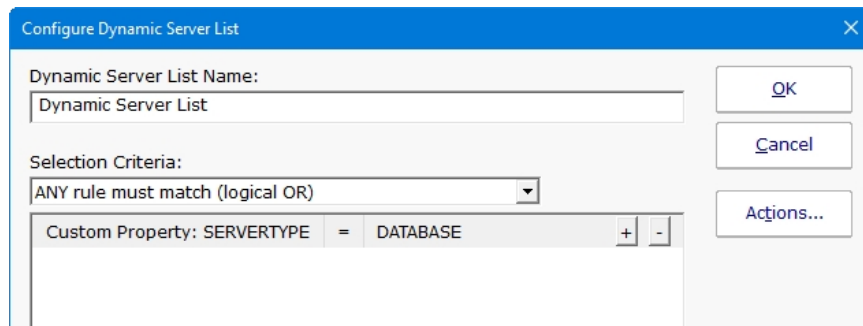 Configure Dynamic Server List
Dynamic Server List Name:
Dynamic Server List
OK
Cancel
Selection Criteria:
ANY rule must match (logical OR)
Actions...
Custom Property: SERVERTYPE = DATABASE + -